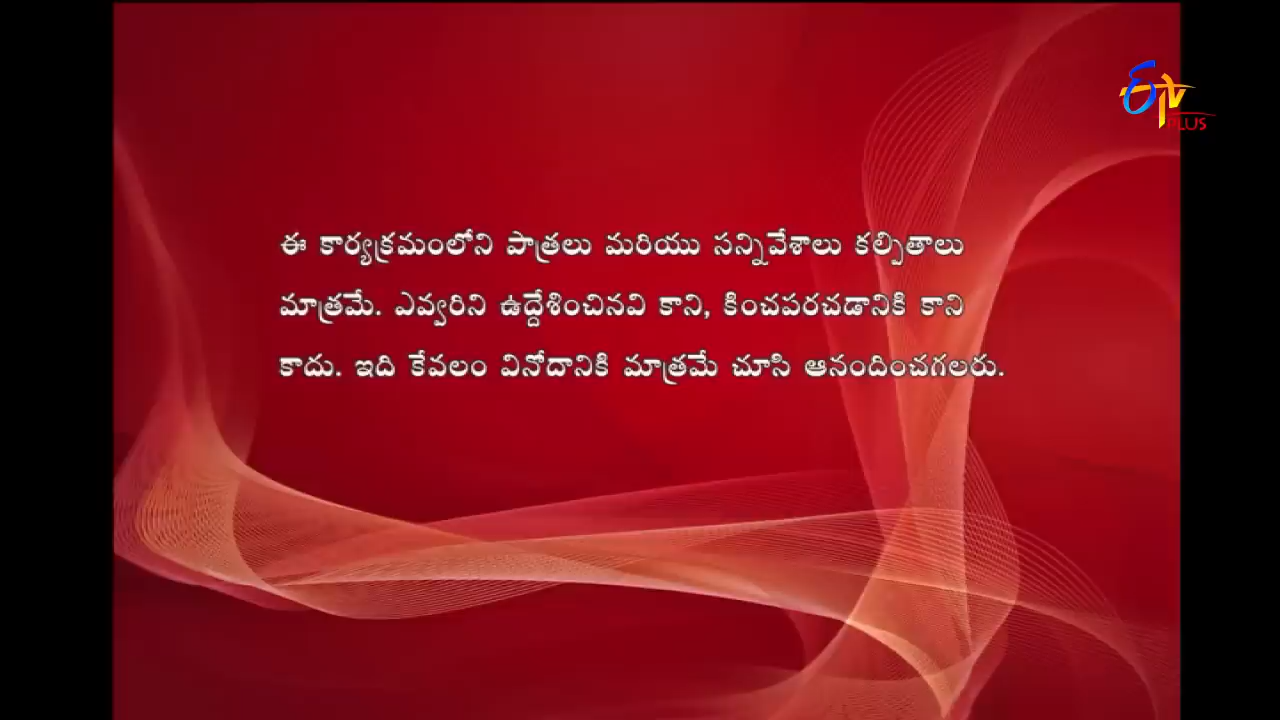 ETV
PLUS
ఈ కార్యక్రమంలోని పాత్రలు మరియు సన్నివేశాలు కల్పితాలు
మాత్రమే. ఎవ్వరిని ఉద్దేశించినవి కాని, కించపరచడానికి కాని
కాదు. ఇది కేవలం వినోదానికి మాత్రమే చూసి ఆనందించగలరు.